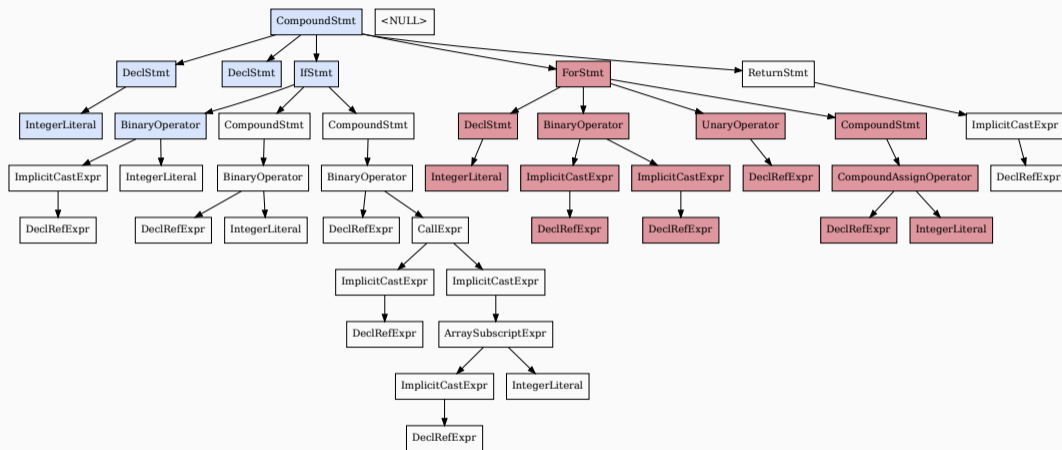 CompoundStmt <NULL>
DeclStmt DeclStmt IfStmt ForStmt ReturnStmt
IntegerLiteral BinaryOperator CompoundStmt CompoundStmt DeclStmt BinaryOperator UnaryOperator CompoundStmt ImplicitCastExpr
ImplicitCastExpr IntegerLiteral BinaryOperator BinaryOperator IntegerLiteral ImplicitCastExpr ImplicitCastExpr DeclRefExpr CompoundAssignOperator DeclRefExpr
DeclRefExpr DeclRefExpr IntegerLiteral DeclRefExpr CallExpr DeclRefExpr DeclRefExpr DeclRefExpr IntegerLiteral
ImplicitCastExpr ImplicitCastExpr
DeclRefExpr ArraySubscriptExpr
ImplicitCastExpr IntegerLiteral
DeclRefExpr